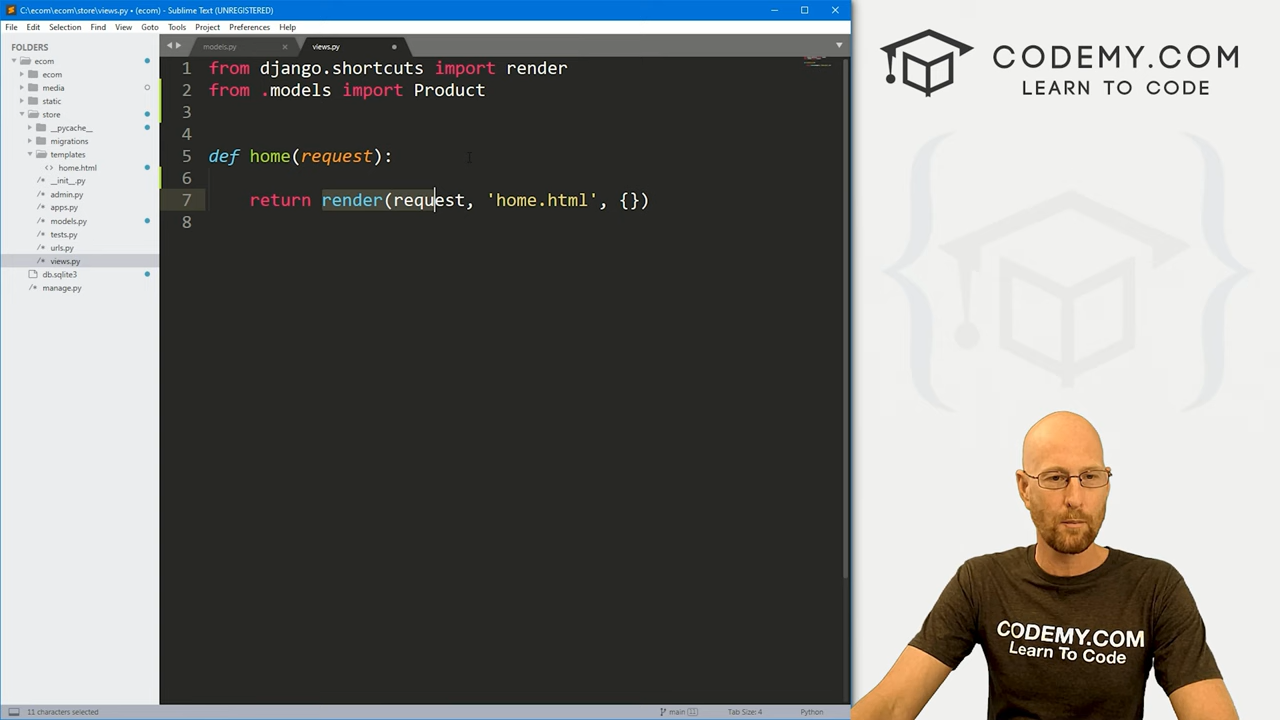 C:\ecom\ecom\store\views.py • (ecom) - Sublime Text (UNREGISTERED)
File Edit Selection Find View Goto Tools Project Preferences Help
FOLDERS
ecom
ecom
media
static
store
__pycache__
migrations
templates
home.html
__init__.py
admin.py
apps.py
models.py
tests.py
urls.py
views.py
db.sqlite3
manage.py
models.py
views.py
1 from django.shortcuts import render
2 from .models import Product
3
4
5 def home(request):
6
7 return render(request, 'home.html', {})
8
11 characters selected
main (11)
Tab Size: 4
Python
CODEMY.COM
LEARN TO CODE
CODEMY.COM
Learn To Code